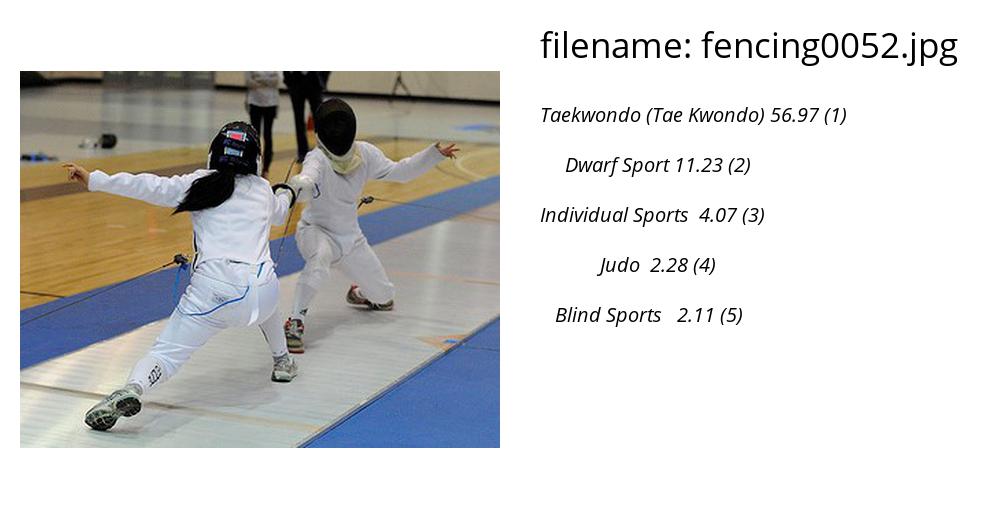 filename: fencing0052.jpg
Taekwondo (Tae Kwondo) 56.97 (1)
Dwarf Sport 11.23 (2)
Individual Sports 4.07 (3)
Judo 2.28 (4)
Blind Sports 2.11 (5)